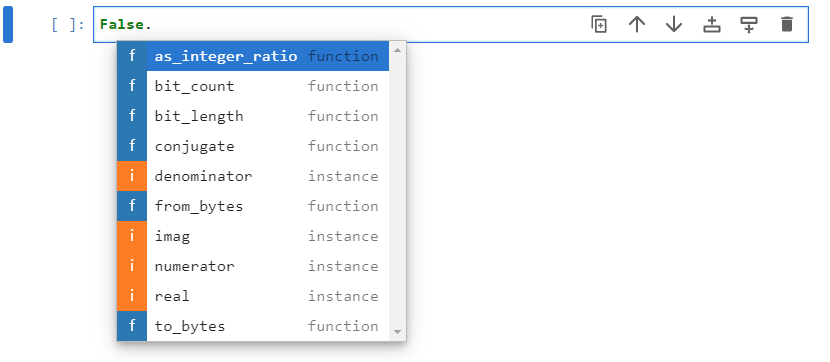 [ ]: False.
f as_integer_ratio function
f bit_count function
f bit_length function
f conjugate function
i denominator instance
f from_bytes function
i imag instance
i numerator instance
i real instance
f to_bytes function